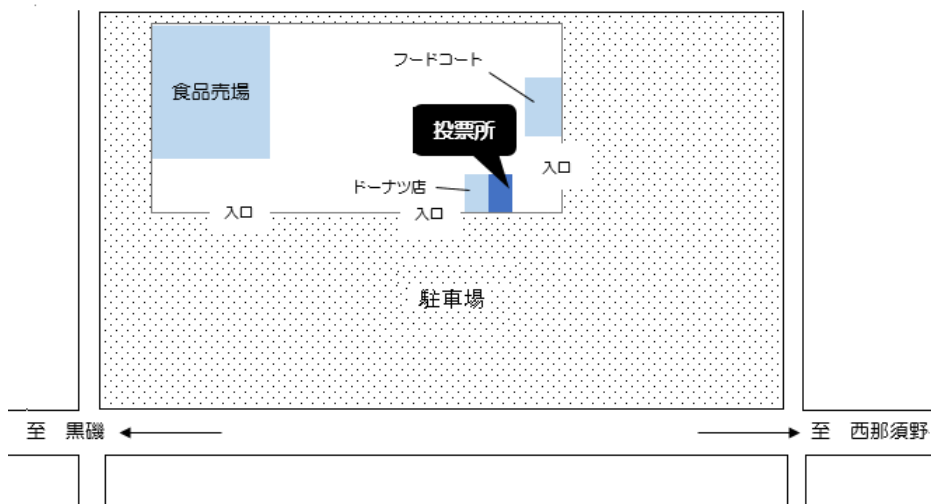 フードコート
食品売場
投票所
入口
ドーナツ店
入口
入口
駐車場
至　黒磯
至　西那須野